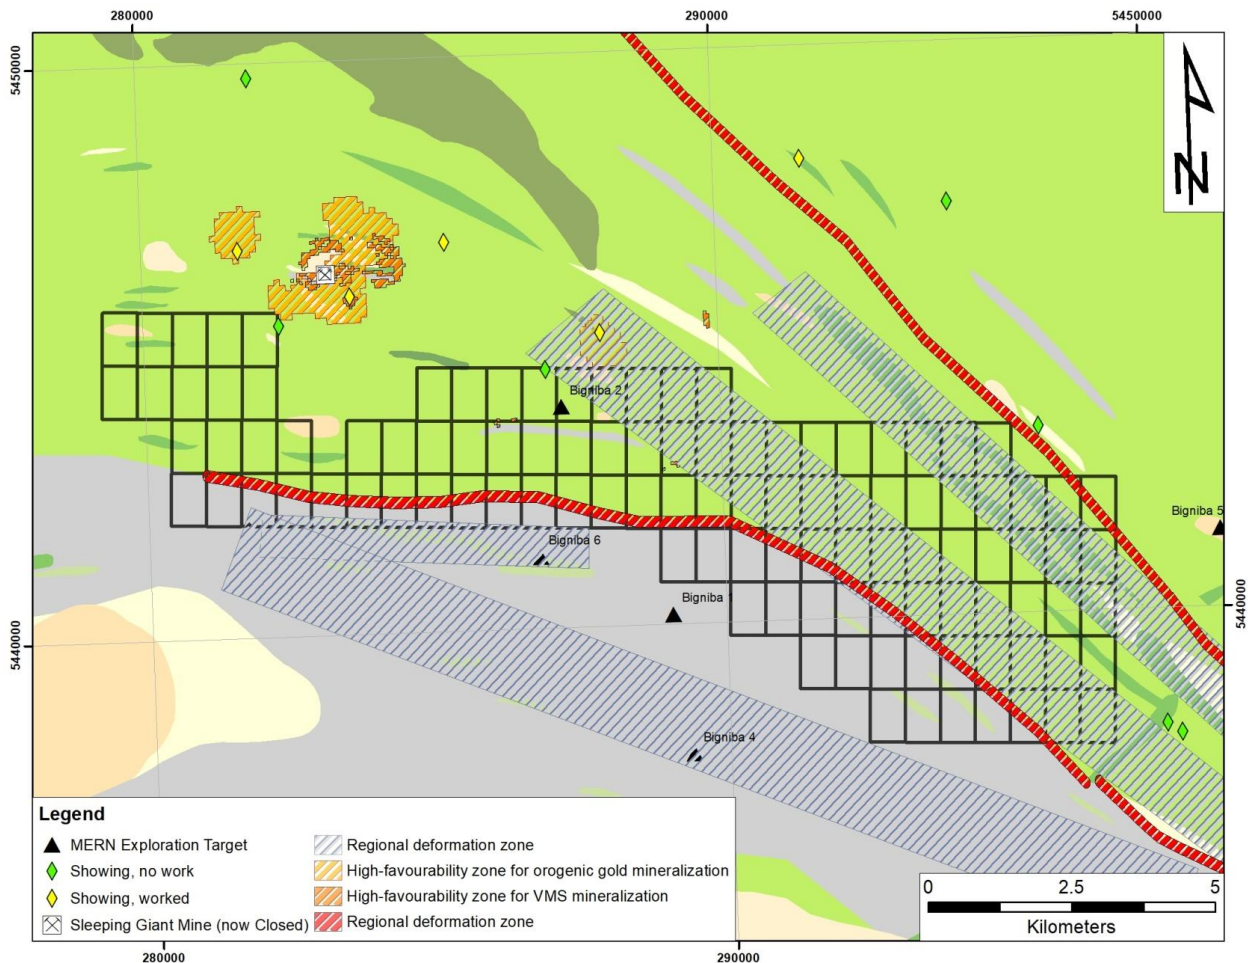 280000
290000
5450000
5450000
Bigniba 2
Bigniba 5
Bigniba 6
Bigniba 1
5440000
5440000
Bigniba 4
N
Legend
MERN Exploration Target
Showing, no work
Showing, worked
Sleeping Giant Mine (now Closed)
Regional deformation zone
High-favourability zone for orogenic gold mineralization
High-favourability zone for VMS mineralization
Regional deformation zone
0 2.5 5
Kilometers
280000
290000